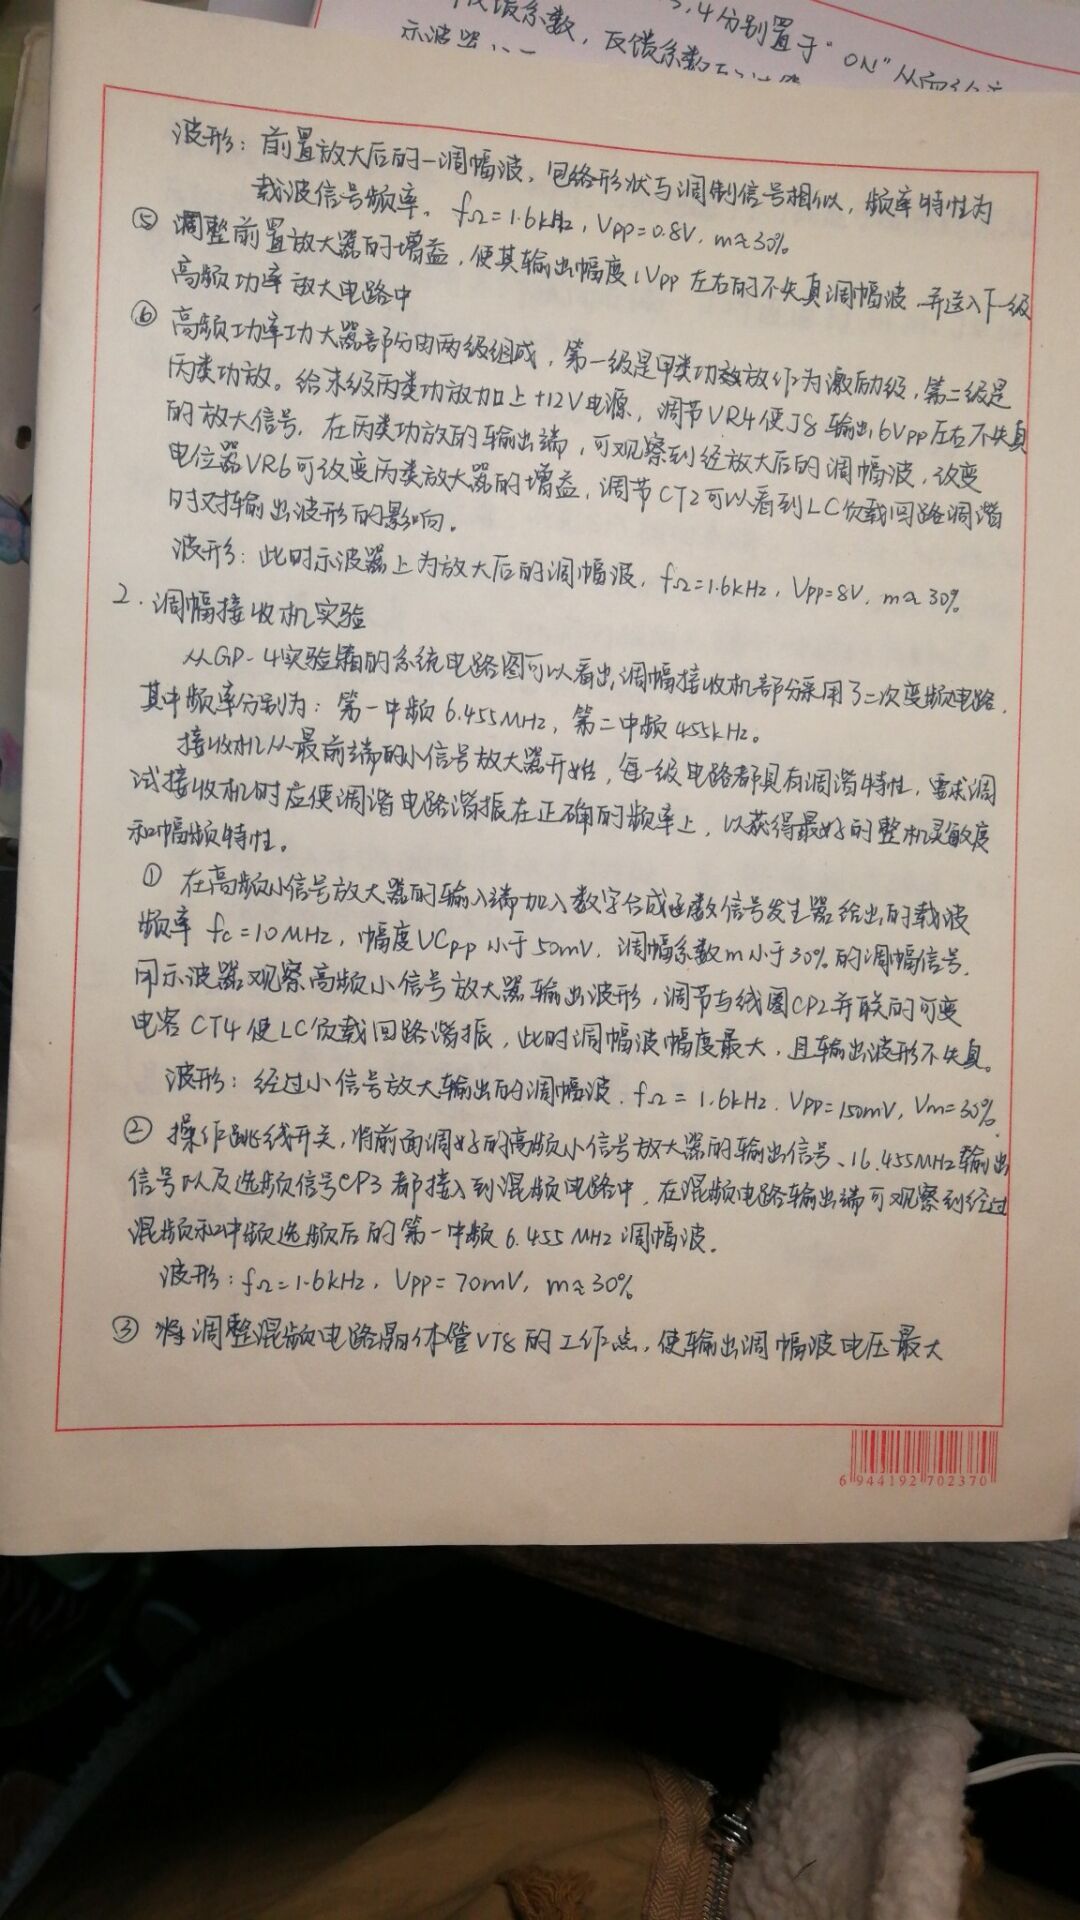 3,4分别置于"ON"从而
反馈系数,反馈系数
示波器
波形:前置放大后的一调幅波,包络形状与调制信号相似,频率特性为
载波信号频率。fΩ=1.6kHz,VPP=0.8V,m≈30%
⑤ 调整前置放大器的增益,使其输出幅度1VPP左右的不失真调幅波,并送入下一级
高频功率放大电路中
⑥ 高频功率功大器部分由两级组成,第一级是甲类功放作为激励级,第二级是
丙类功放。给末级丙类功放加上+12V电源,调节VR4使J8输出6VPP左右不失真
的放大信号,在丙类功放的输出端,可观察到经放大后的调幅波,改变
电位器VR6可改变丙类放大器的增益,调节CT2可以看到LC负载回路调谐
时对输出波形的影响。
波形:此时示波器上为放大后的调幅波,fΩ=1.6kHz,VPP=8V,m≈30%
2.调幅接收机实验
从GP-4实验箱的系统电路图可以看出,调幅接收机部分采用了二次变频电路,
其中频率分别为:第一中频6.455MHz,第二中频455kHz。
接收机从最前端的小信号放大器开始,每一级电路都具有调谐特性,需求调
试接收机时应使调谐电路谐振在正确的频率上,以获得最好的整机灵敏度
和幅频特性。
① 在高频小信号放大器的输入端加入数字合成函数信号发生器给出的载波
频率fc=10MHz,幅度VCPP小于50mV,调幅系数m小于30%的调幅信号,
用示波器观察高频小信号放大器输出波形,调节与线圈CP2并联的可变
电容CT4使LC负载回路谐振,此时调幅波幅度最大,且输出波形不失真。
波形:经过小信号放大输出的调幅波,fΩ=1.6kHz,VPP=150mV,Vm=35%
② 操作跳线开关,将前面调好的高频小信号放大器的输出信号、16.455MHz输出
信号以及选频信号CP3都接入到混频电路中,在混频电路输出端可观察到经过
混频和中频选频后的第一中频6.455MHz调幅波。
波形:fΩ=1.6kHz,VPP=70mV,m≈30%
③ 将调整混频电路晶体管VT8的工作点,使输出调幅波电压最大
6 944192 702370